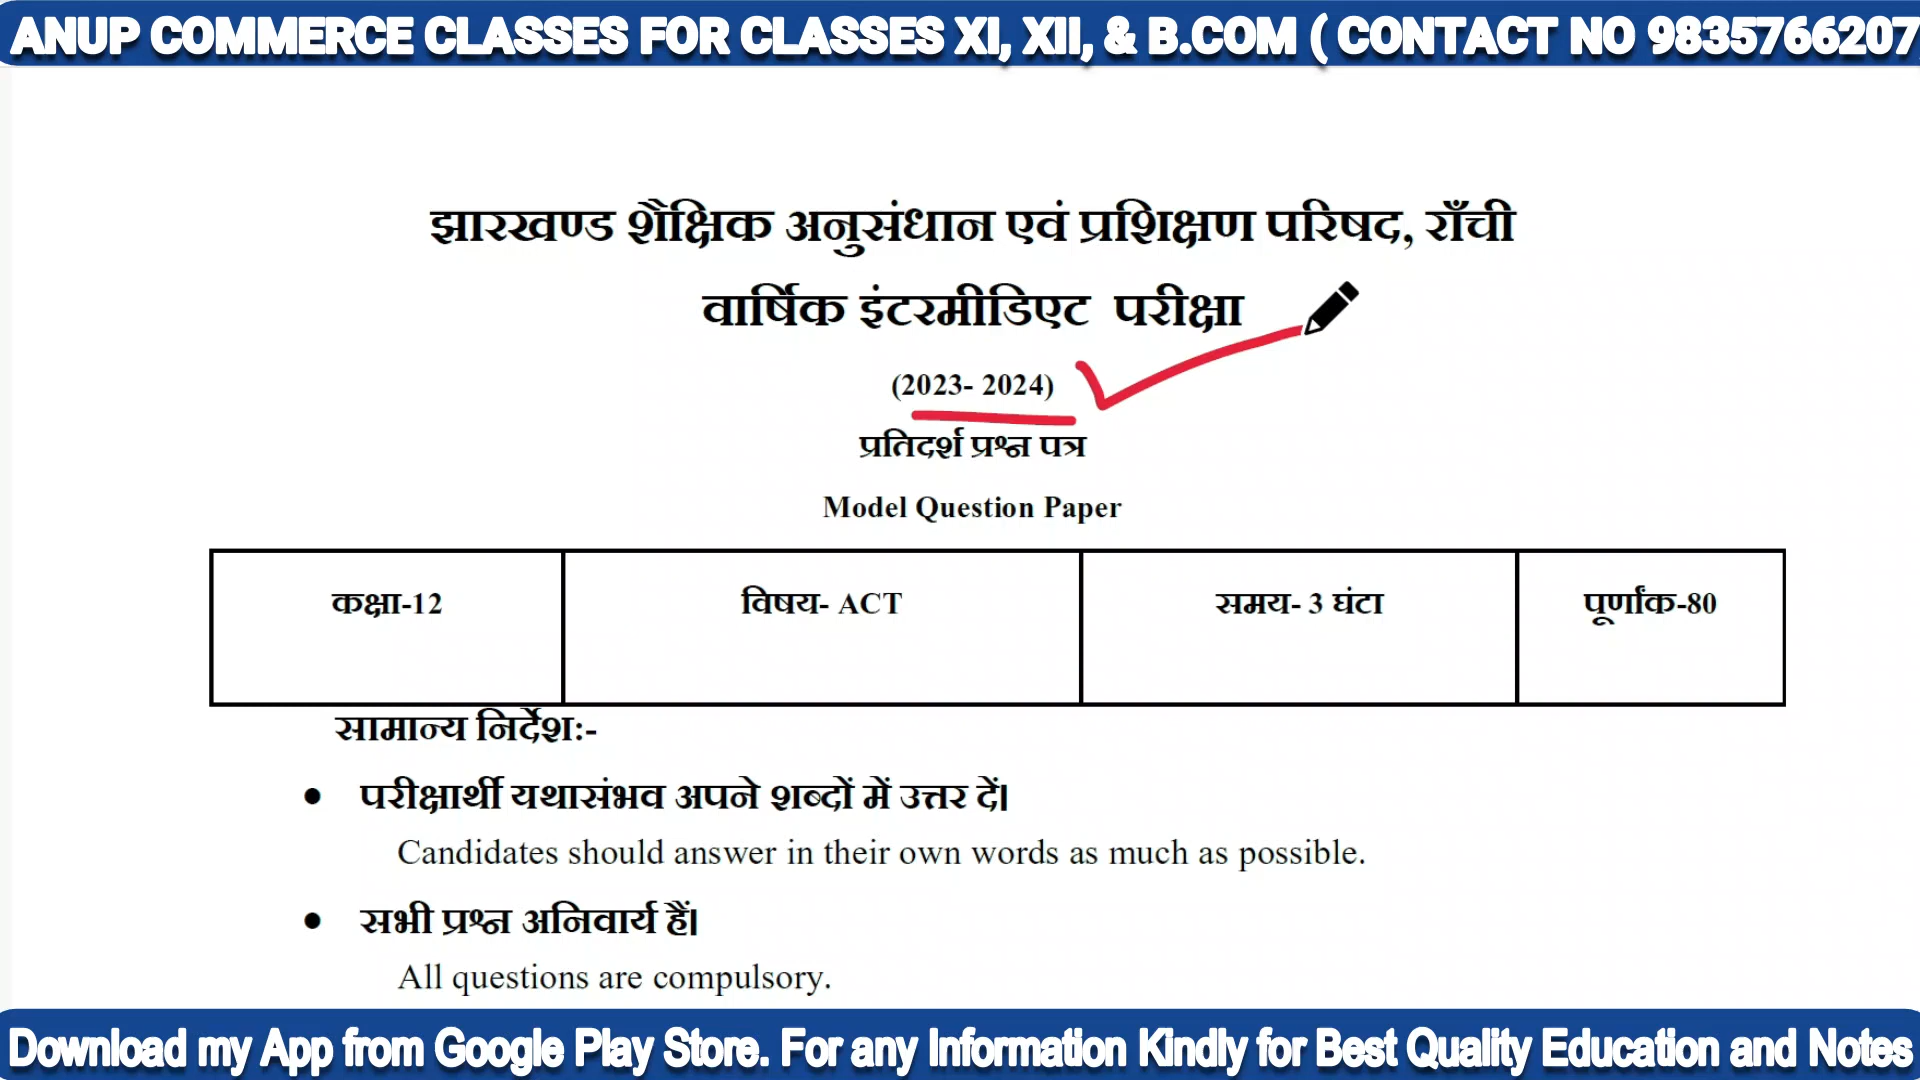 ANUP COMMERCE CLASSES FOR CLASSES XI, XII, & B.COM ( CONTACT NO 9835766207
झारखण्ड शैक्षिक अनुसंधान एवं प्रशिक्षण परिषद, राँची
वार्षिक इंटरमीडिएट परीक्षा
(2023- 2024)
प्रतिदर्श प्रश्न पत्र
Model Question Paper
कक्षा-12 विषय- ACT समय- 3 घंटा पूर्णांक-80
सामान्य निर्देश:-
• परीक्षार्थी यथासंभव अपने शब्दों में उत्तर दें।
Candidates should answer in their own words as much as possible.
• सभी प्रश्न अनिवार्य हैं।
All questions are compulsory.
Download my App from Google Play Store. For any Information Kindly for Best Quality Education and Notes